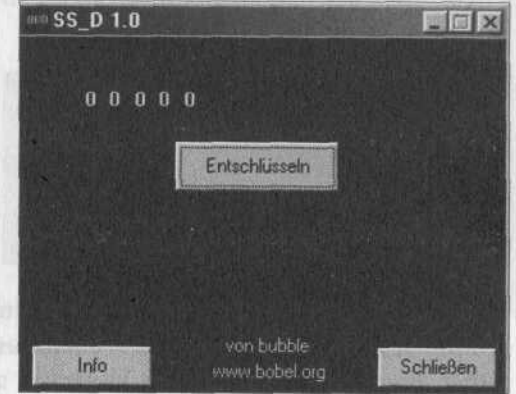 SS_D 1.0
0 0 0 0 0
Entschlüsseln
von bubble
www.bobel.org
Info
Schließen